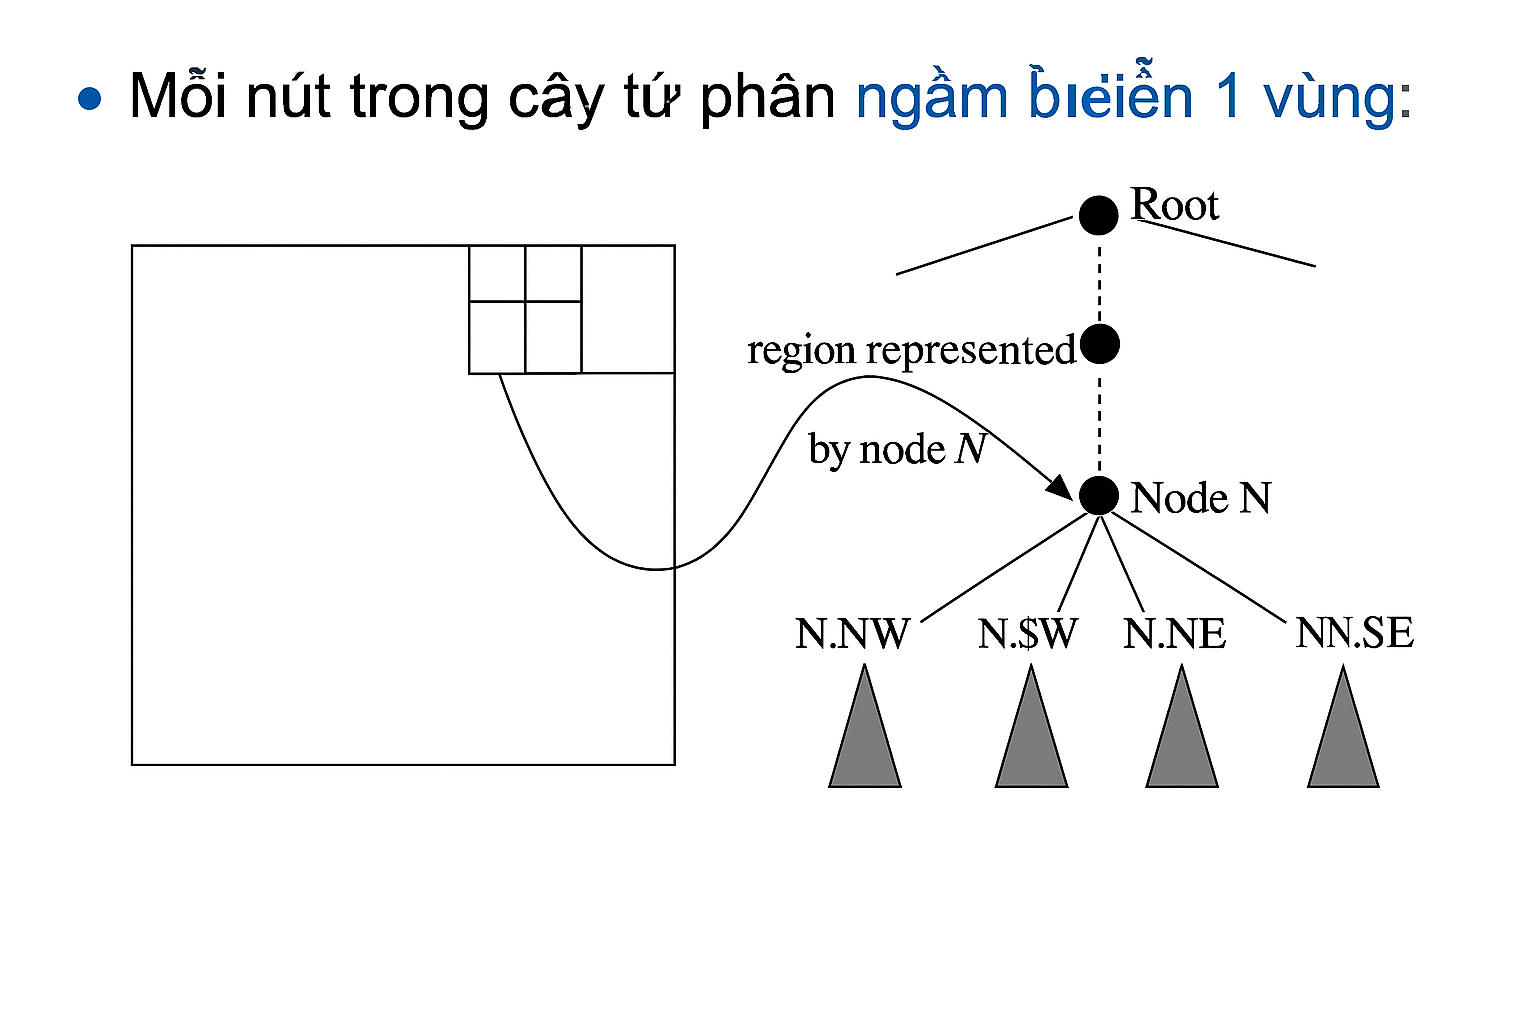 Mỗi nút trong cây tứ phân ngầm 1 vùng:
Root
region represented
by node N
Node N
N.NW N.$W N.NE NN.SE